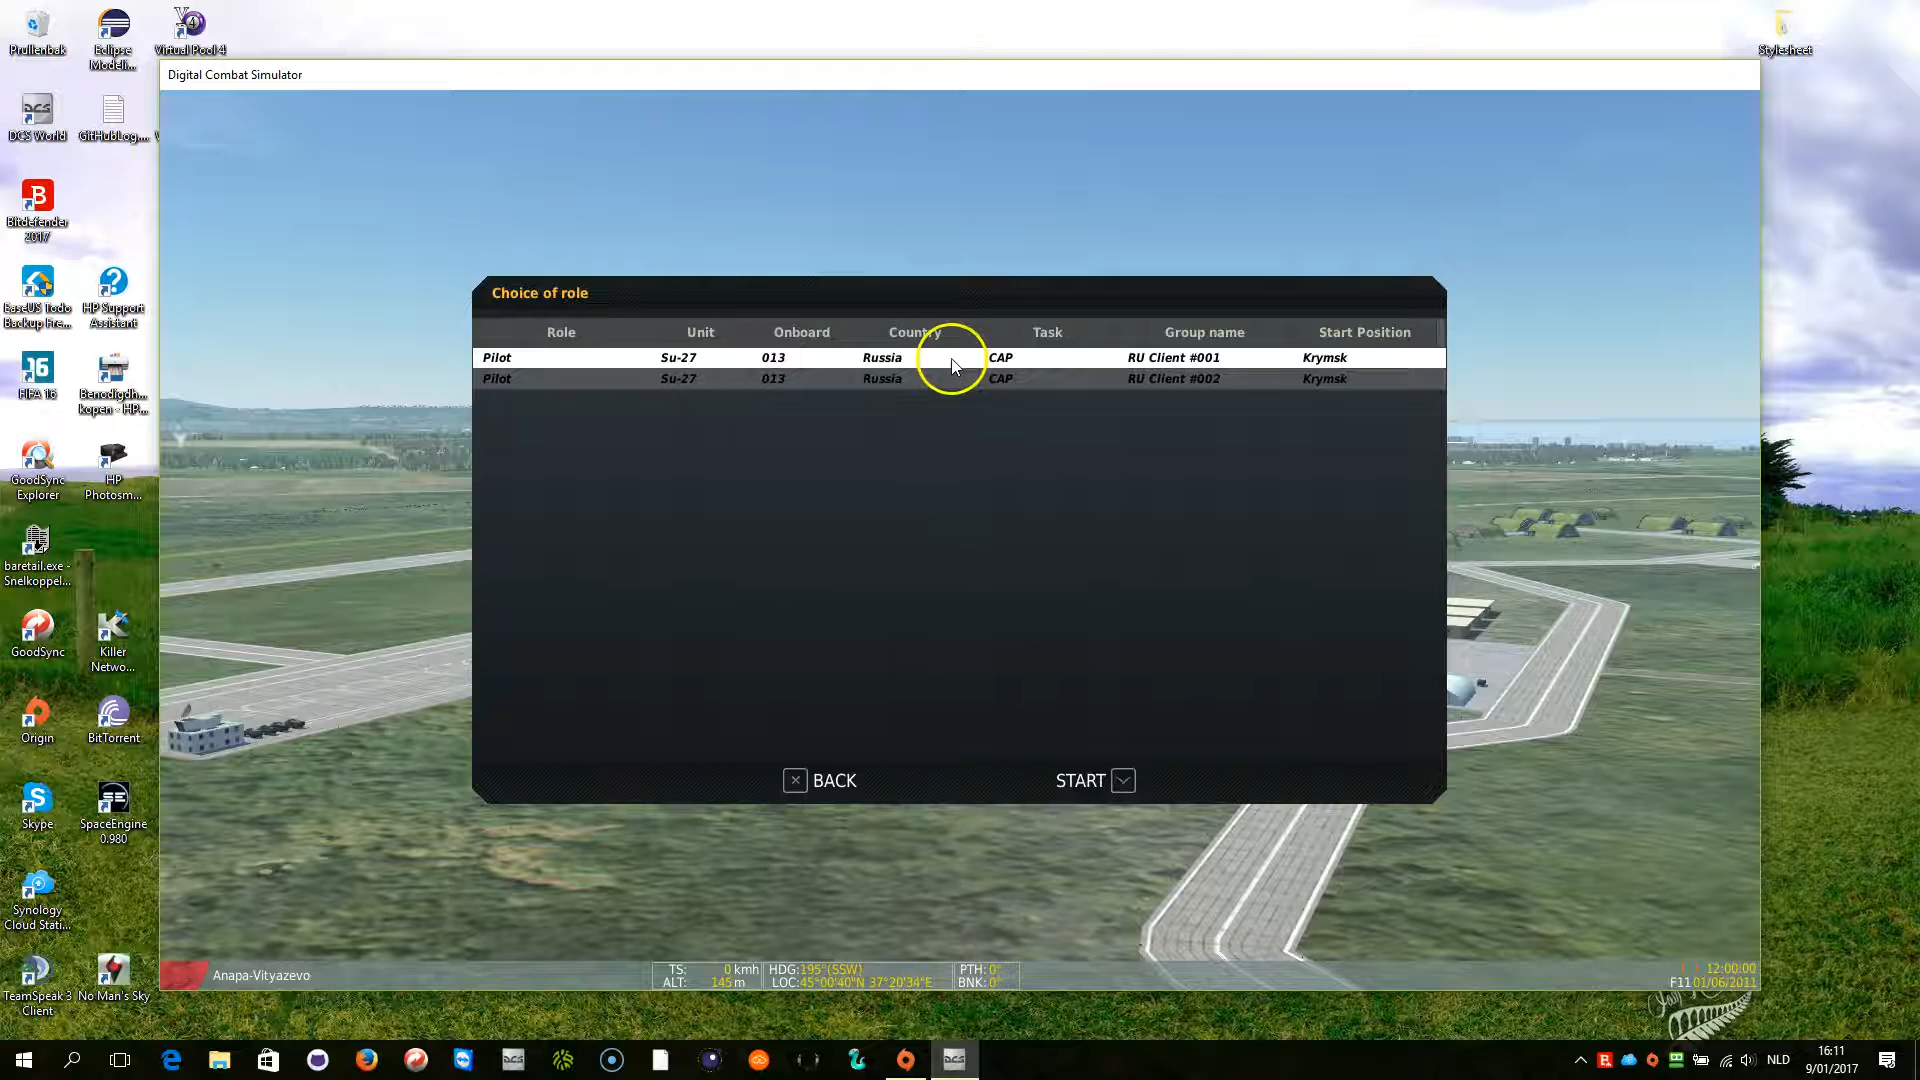 Prullenbak
Eclipse Modeli...
Virtual Pool 4
Stylesheet
Digital Combat Simulator
DCS World
GitHubLog....
Bitdefender 2017
EaseUS Todo Backup Fre...
HP Support Assistant
FIFA 16
Benodigdh... kopen - HP...
GoodSync Explorer
HP Photosm...
baretail.exe - Snelkoppel...
GoodSync
Killer Netwo...
Origin
BitTorrent
Skype
SpaceEngine 0.980
Synology Cloud Stati...
TeamSpeak 3 Client
No Man's Sky
Choice of role
Role Unit Onboard Country Task Group name Start Position
Pilot Su-27 013 Russia CAP RU Client #001 Krymsk
Pilot Su-27 013 Russia CAP RU Client #002 Krymsk
BACK START
Anapa-Vityazevo
TS: 0 kmh HDG:195°(SSW) PTH: 0°
ALT: 145 m LOC:45°00'40"N 37°20'34"E BNK: 0°
12:00:00
F11 01/06/2011
NLD
16:11
9/01/2017